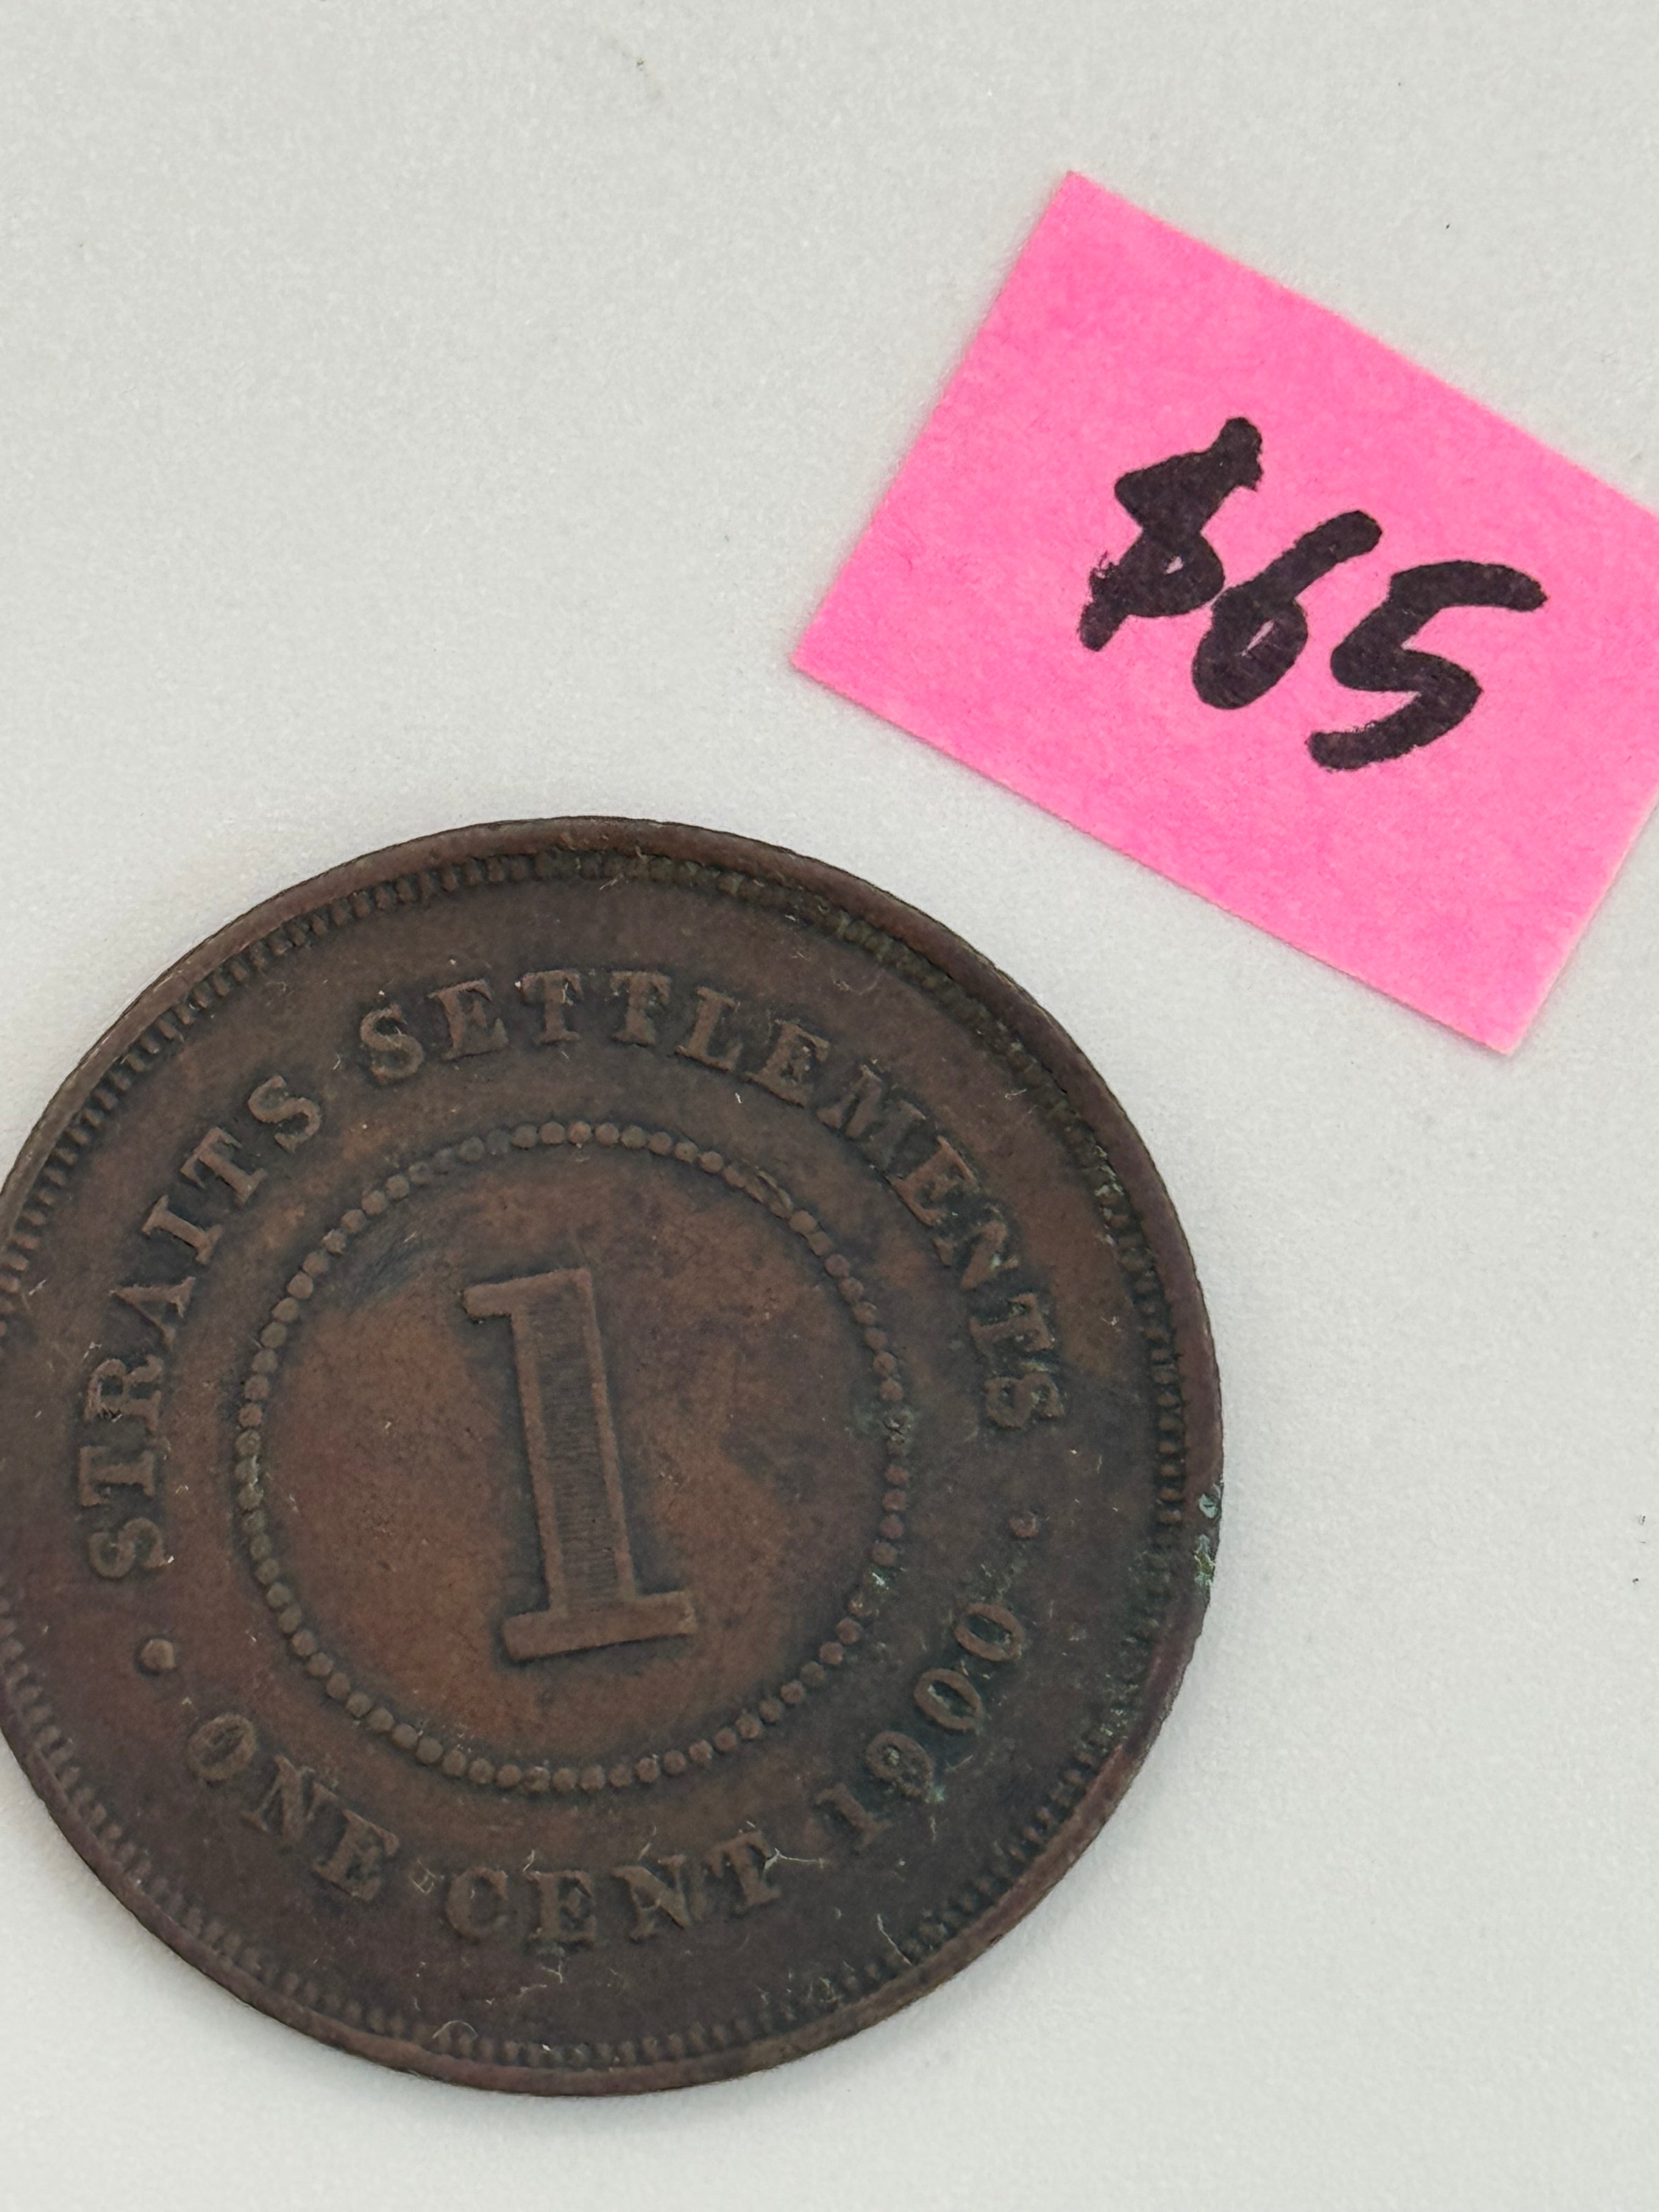 $65
STRAITS SETTLEMENTS
1
• ONE CENT 1900 •